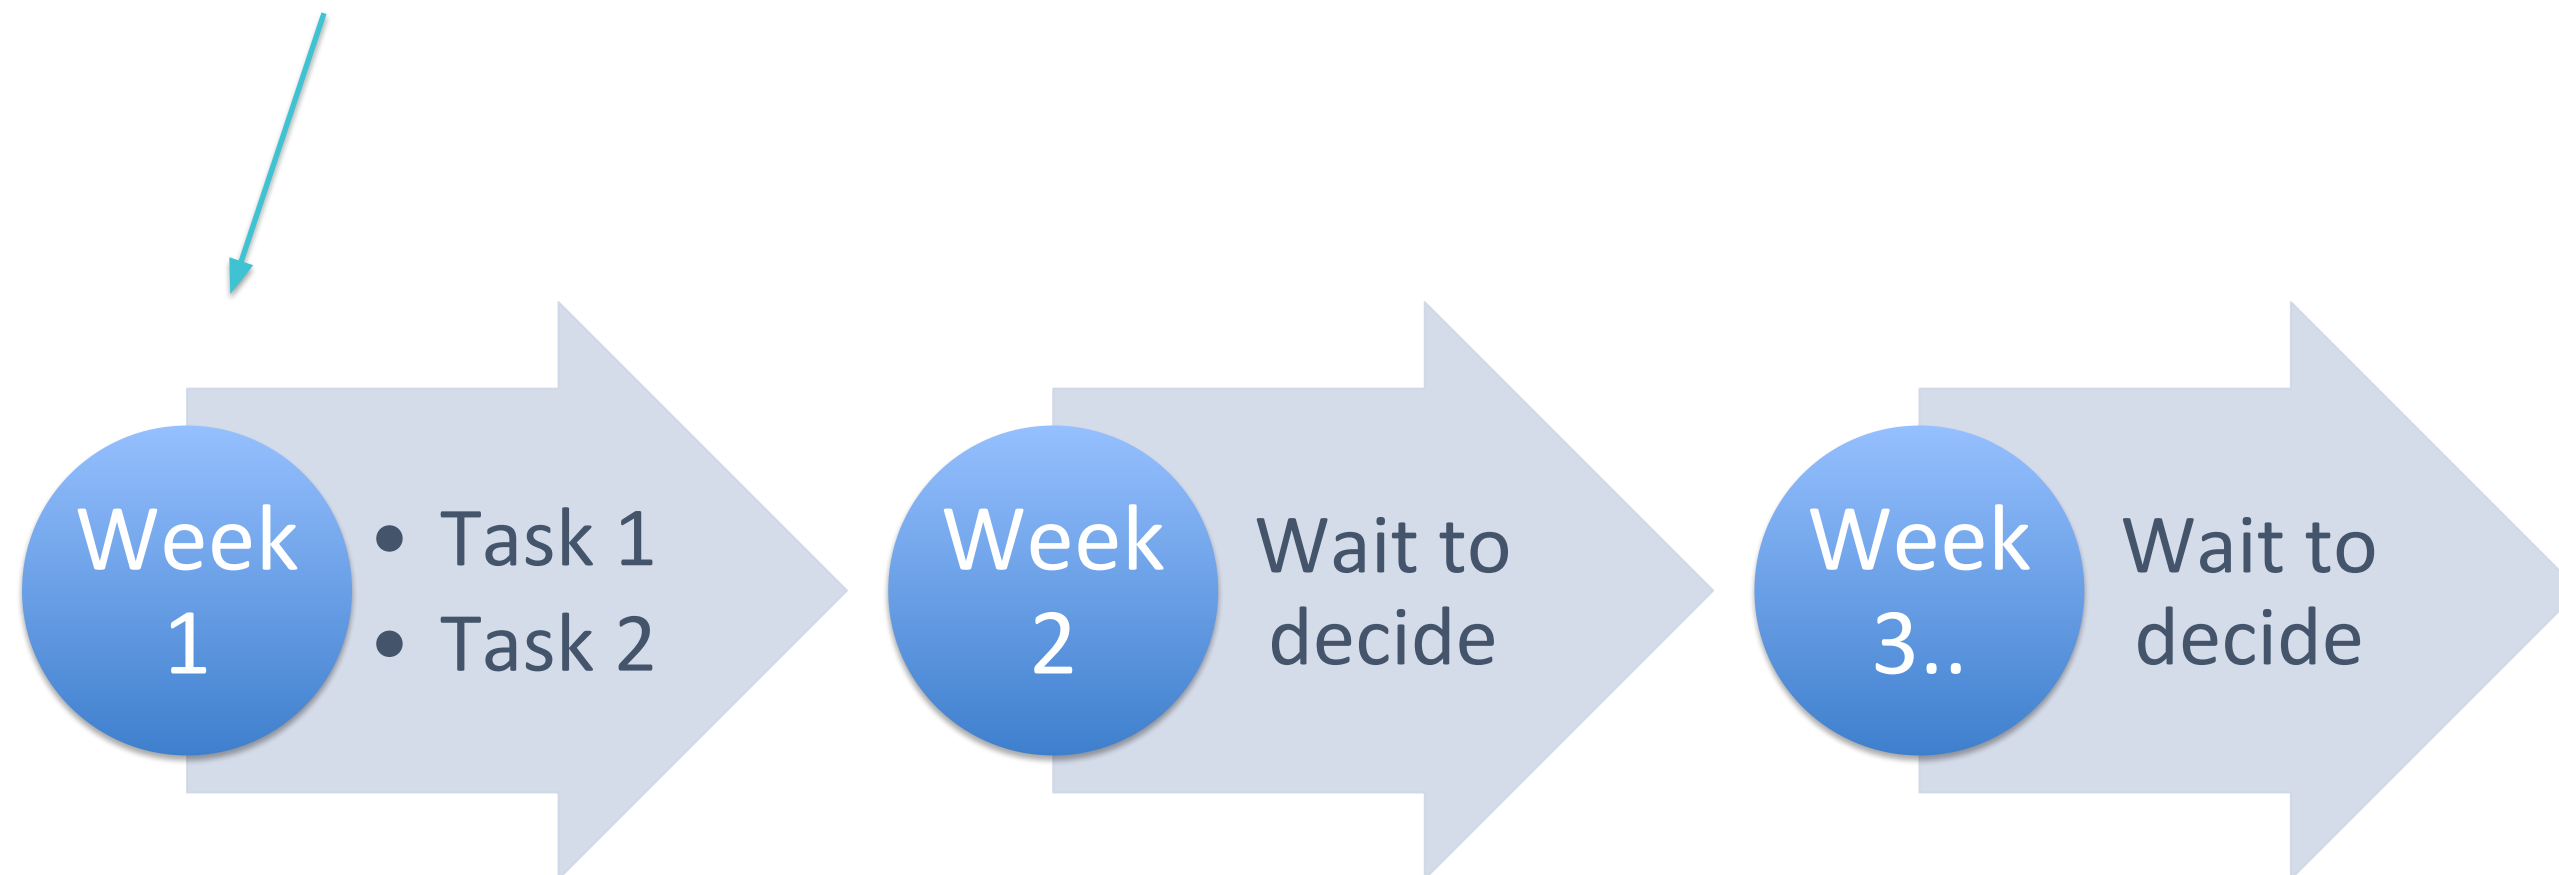 Week
1
• Task 1
• Task 2
Week
2
Wait to
decide
Week
3..
Wait to
decide